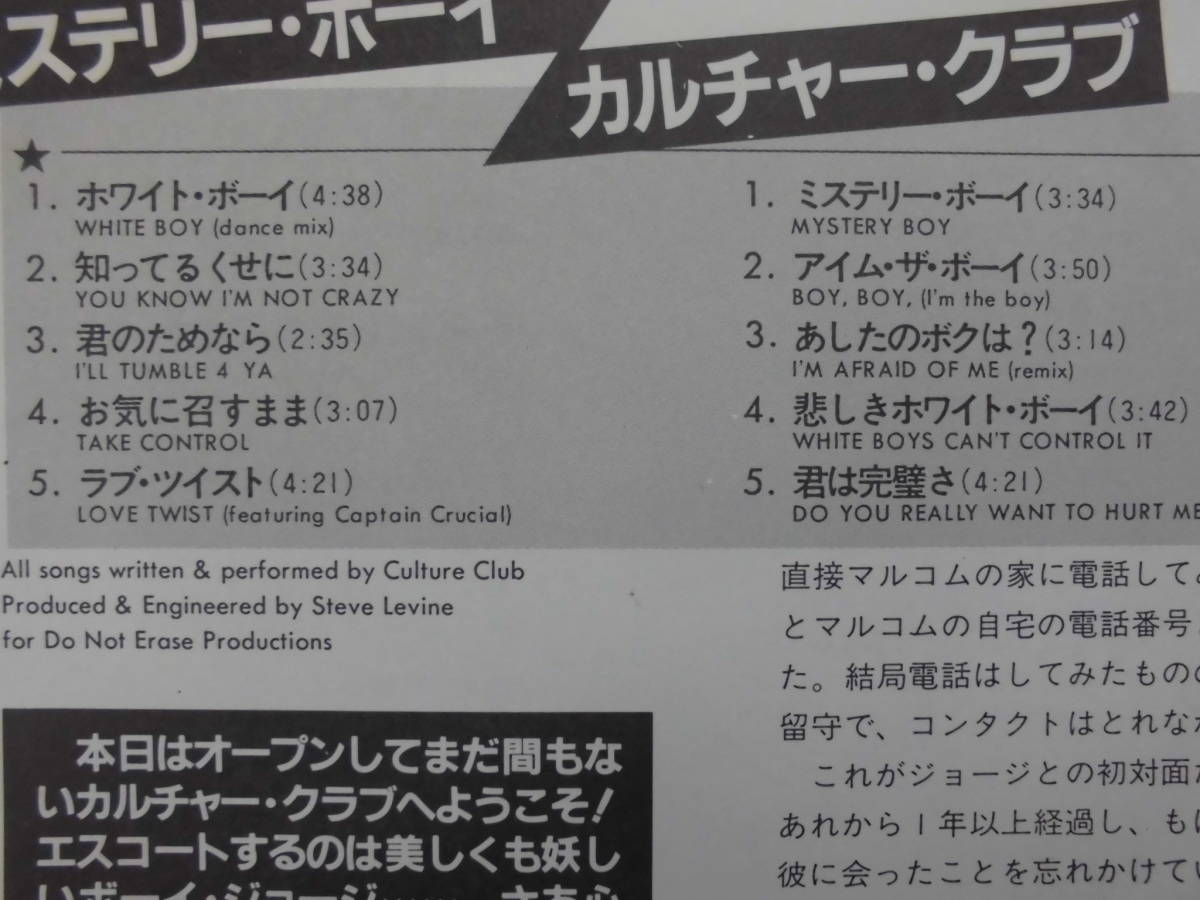 ステリー・ボーイ
カルチャー・クラブ
★
1. ホワイト・ボーイ(4:38)
WHITE BOY (dance mix)
2. 知ってるくせに(3:34)
YOU KNOW I'M NOT CRAZY
3. 君のためなら(2:35)
I'LL TUMBLE 4 YA
4. お気に召すまま(3:07)
TAKE CONTROL
5. ラブ・ツイスト(4:21)
LOVE TWIST (featuring Captain Crucial)
1. ミステリー・ボーイ(3:34)
MYSTERY BOY
2. アイム・ザ・ボーイ(3:50)
BOY, BOY, (I'm the boy)
3. あしたのボクは?(3:14)
I'M AFRAID OF ME (remix)
4. 悲しきホワイト・ボーイ(3:42)
WHITE BOYS CAN'T CONTROL IT
5. 君は完璧さ(4:21)
DO YOU REALLY WANT TO HURT ME
All songs written & performed by Culture Club
Produced & Engineered by Steve Levine
for Do Not Erase Productions
本日はオープンしてまだ間もな
いカルチャー・クラブへようこそ!
エスコートするのは美しくも妖し
いボーイ・ジョージ……さあ心
直接マルコムの家に電話して
とマルコムの自宅の電話番号
た。結局電話はしてみたものの
留守で、コンタクトはとれな
これがジョージとの初対面
あれから1年以上経過し、も
彼に会ったことを忘れかけてい